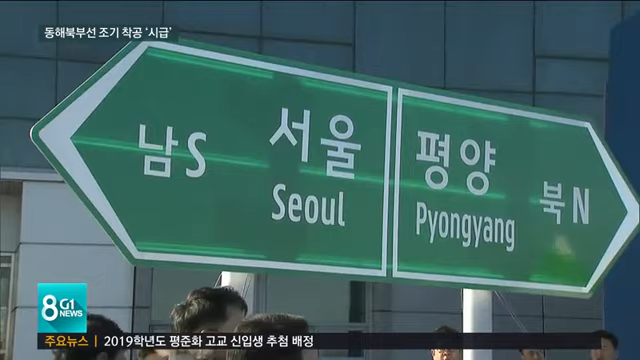 동해북부선 조기 착공 '시급'
남S
서울
Seoul
평양
Pyongyang
북N
8 G1 NEWS
주요뉴스 2019학년도 평준화 고교 신입생 추첨 배정